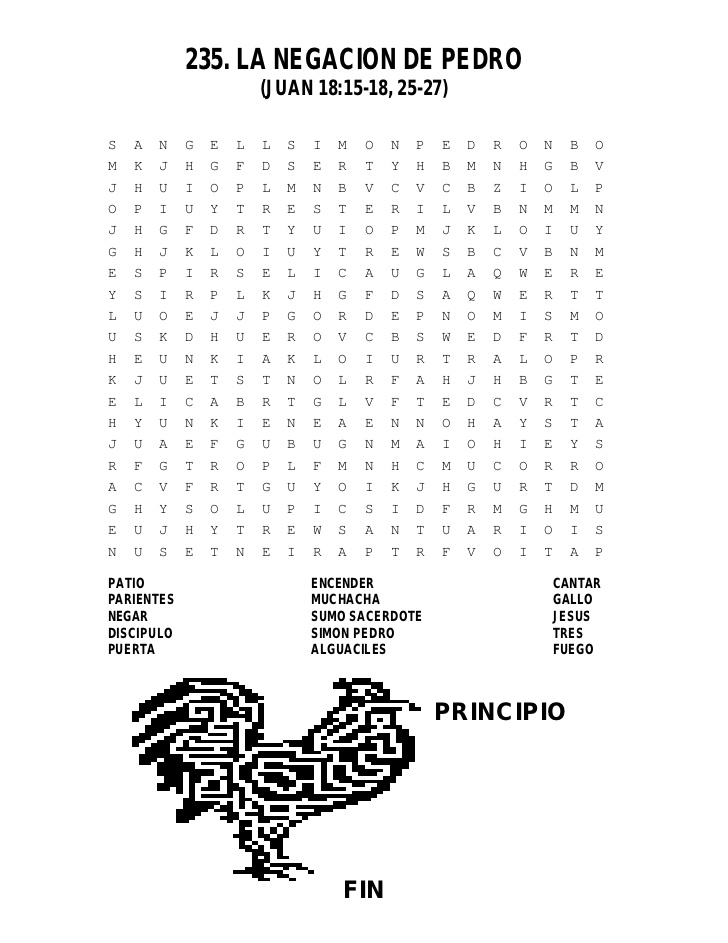 235. LA NEGACION DE PEDRO
(JUAN 18:15-18, 25-27)
S A N G E L L S I M O N P E D R O N B O
M K J H G F D S E R T Y H B M N H G B V
J H U I O P L M N B V C V C B Z I O L P
O P I U Y T R E S T E R I L V B N M M N
J H G F D R T Y U I O P M J K L O I U Y
G H J K L O I U Y T R E W S B C V B N M
E S P I R S E L I C A U G L A Q W E R E
Y S I R P L K J H G F D S A Q W E R T T
L U O E J J P G O R D E P N O M I S M O
U S K D H U E R O V C B S W E D F R T D
H E U N K I A K L O I U R T R A L O P R
K J U E T S T N O L R F A H J H B G T E
E L I C A B R T G L V F T E D C V R T C
H Y U N K I E N E A E N N O H A Y S T A
J U A E F G U B U G N M A I O H I E Y S
R F G T R O P L F M N H C M U C O R R O
A C V F R T G U Y O I K J H G U R T D M
G H Y S O L U P I C S I D F R M G H M U
E U J H Y T R E W S A N T U A R I O I S
N U S E T N E I R A P T R F V O I T A P
PATIO ENCENDER CANTAR
PARIENTES MUCHACHA GALLO
NEGAR SUMO SACERDOTE JESUS
DISCIPULO SIMON PEDRO TRES
PUERTA ALGUACILES FUEGO
PRINCIPIO
FIN